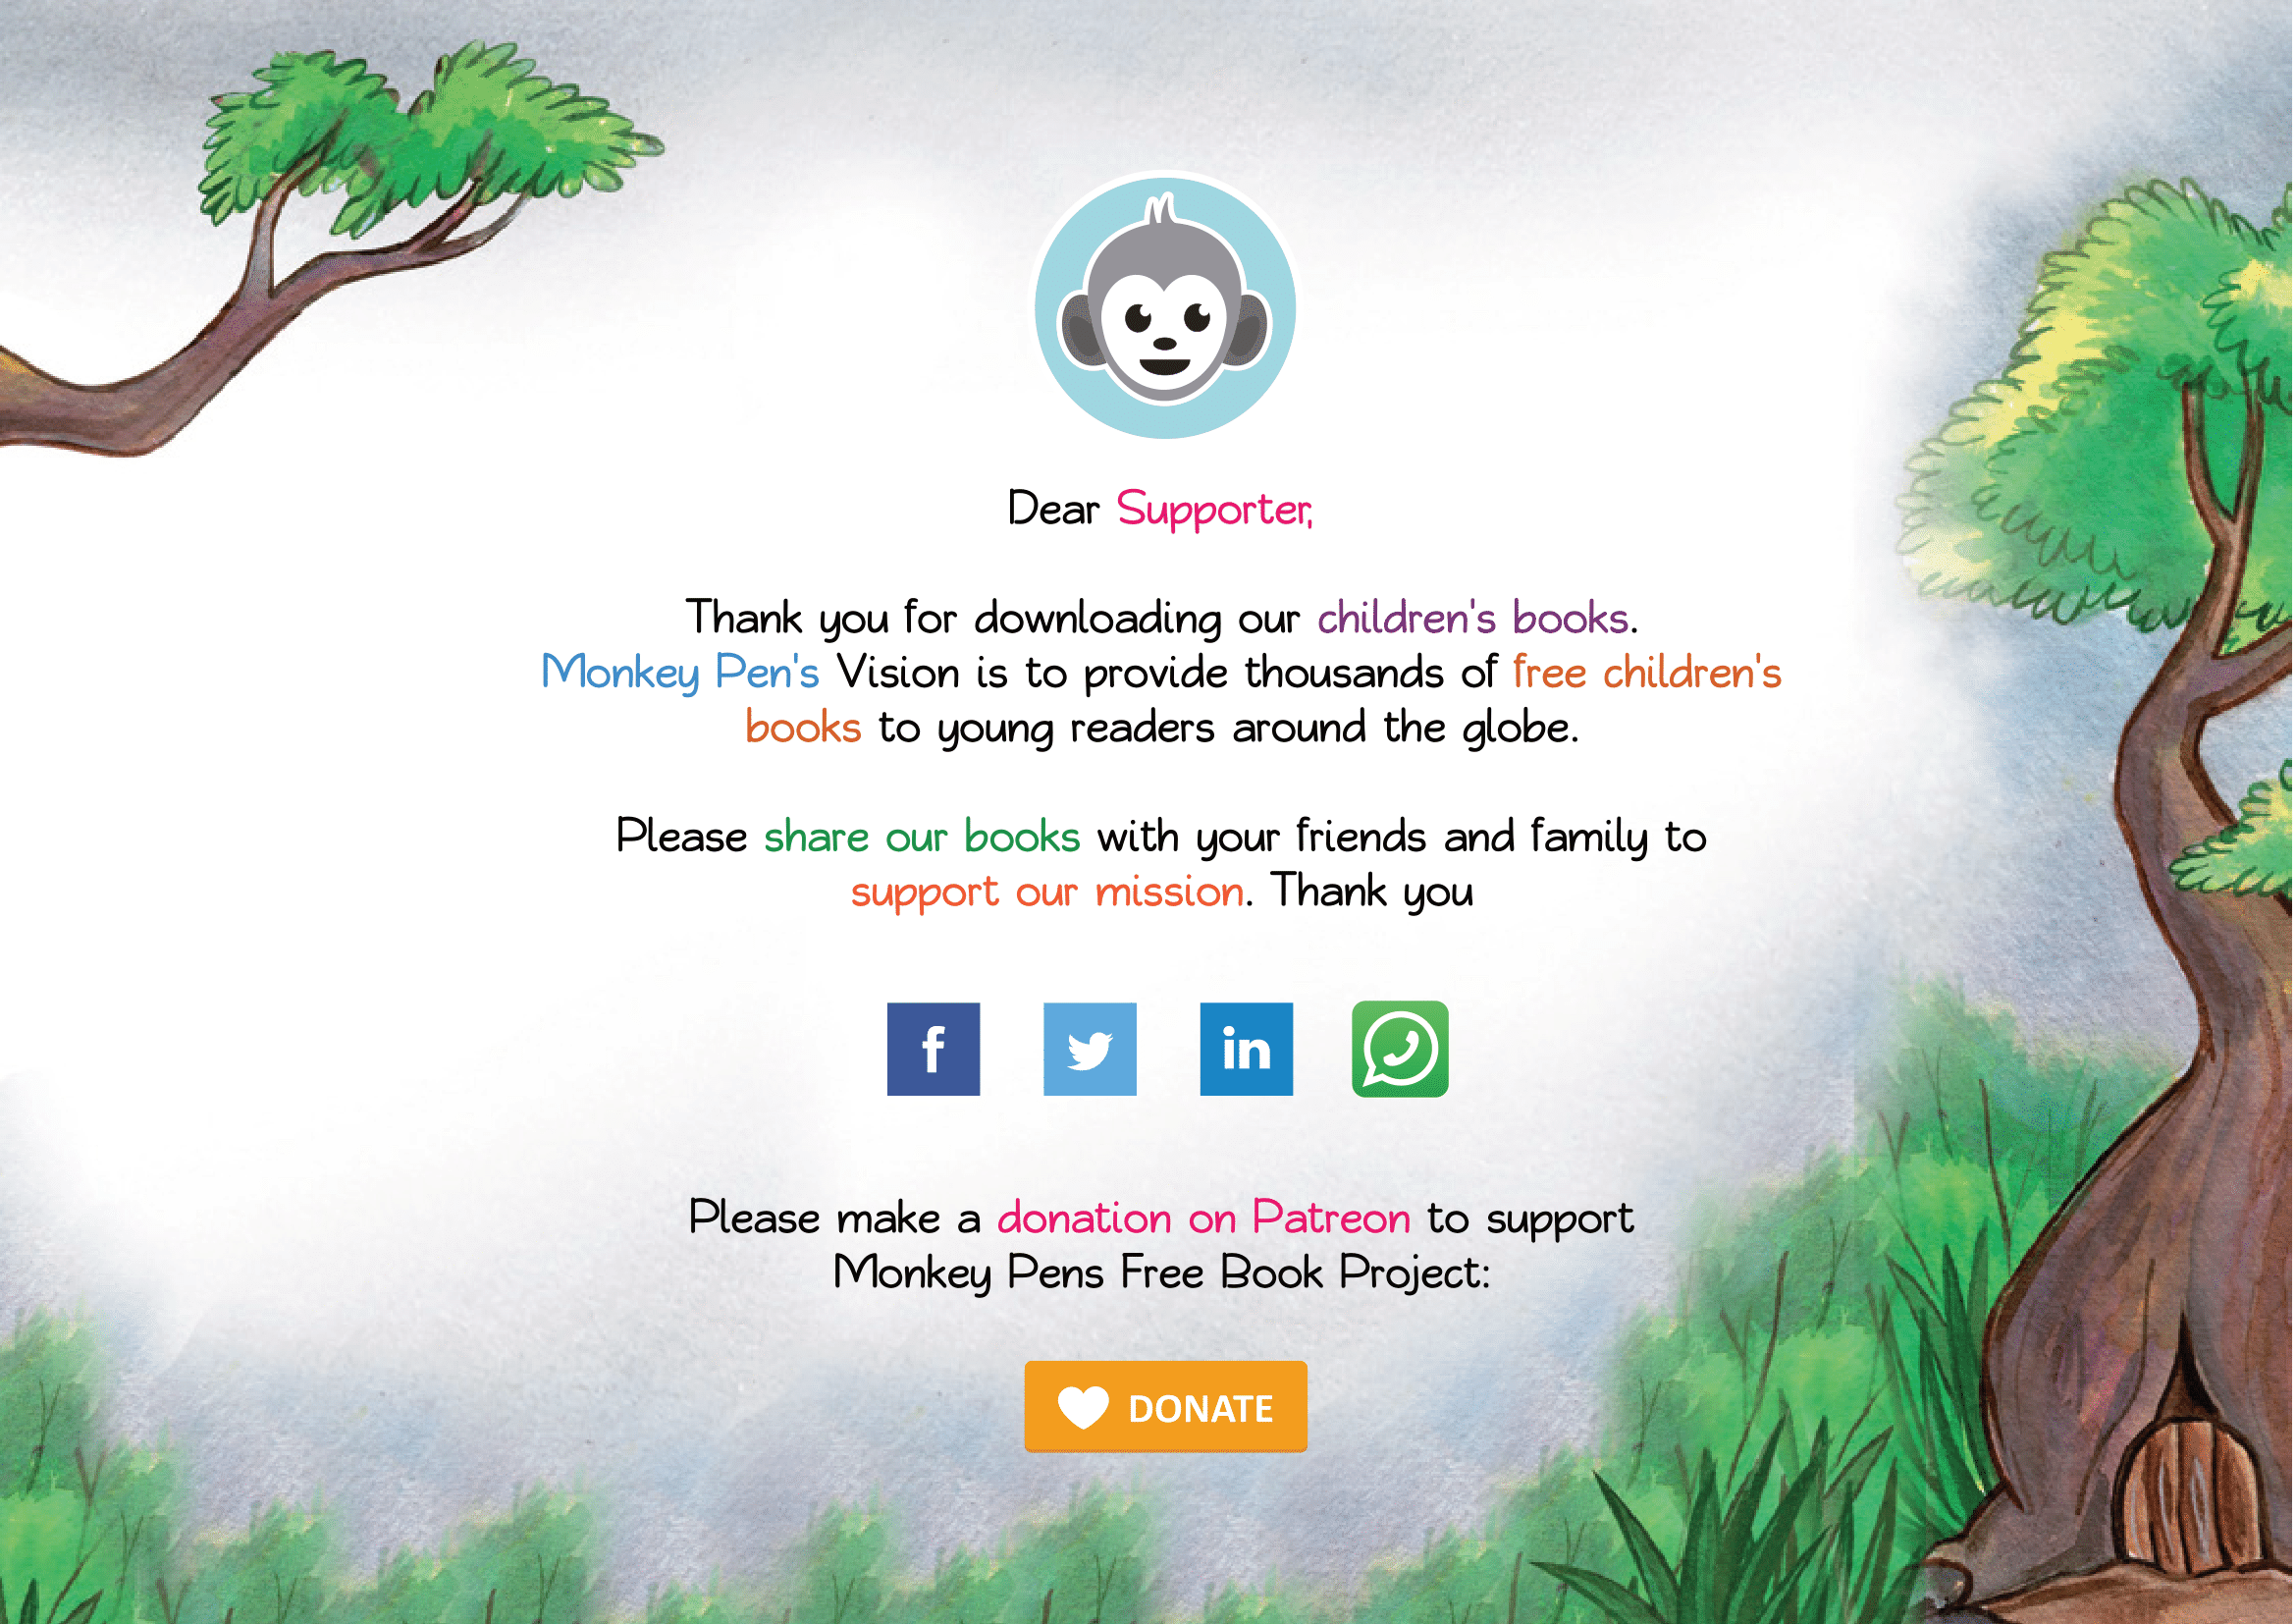 Dear Supporter,
Thank you for downloading our children's books.
Monkey Pen's Vision is to provide thousands of free children's
books to young readers around the globe.
Please share our books with your friends and family to
support our mission. Thank you
f
in
Please make a donation on Patreon to support
Monkey Pens Free Book Project:
DONATE